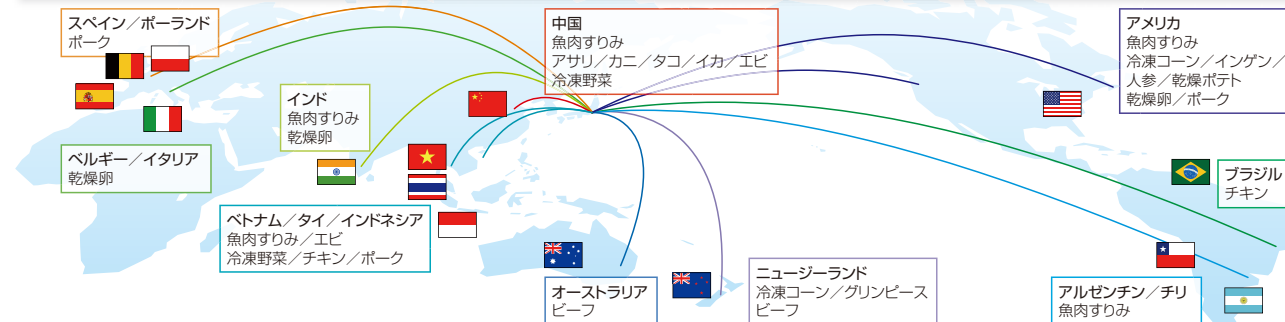 スペイン／ポーランド
ポーク
中国
魚肉すりみ
アサリ／カニ／タコ／イカ／エビ
冷凍野菜
アメリカ
魚肉すりみ
冷凍コーン／インゲン／
人参／乾燥ポテト
乾燥卵／ポーク
インド
魚肉すりみ
乾燥卵
ベルギー／イタリア
乾燥卵
ブラジル
チキン
ベトナム／タイ／インドネシア
魚肉すりみ／エビ
冷凍野菜／チキン／ポーク
オーストラリア
ビーフ
ニュージーランド
冷凍コーン／グリンピース
ビーフ
アルゼンチン／チリ
魚肉すりみ